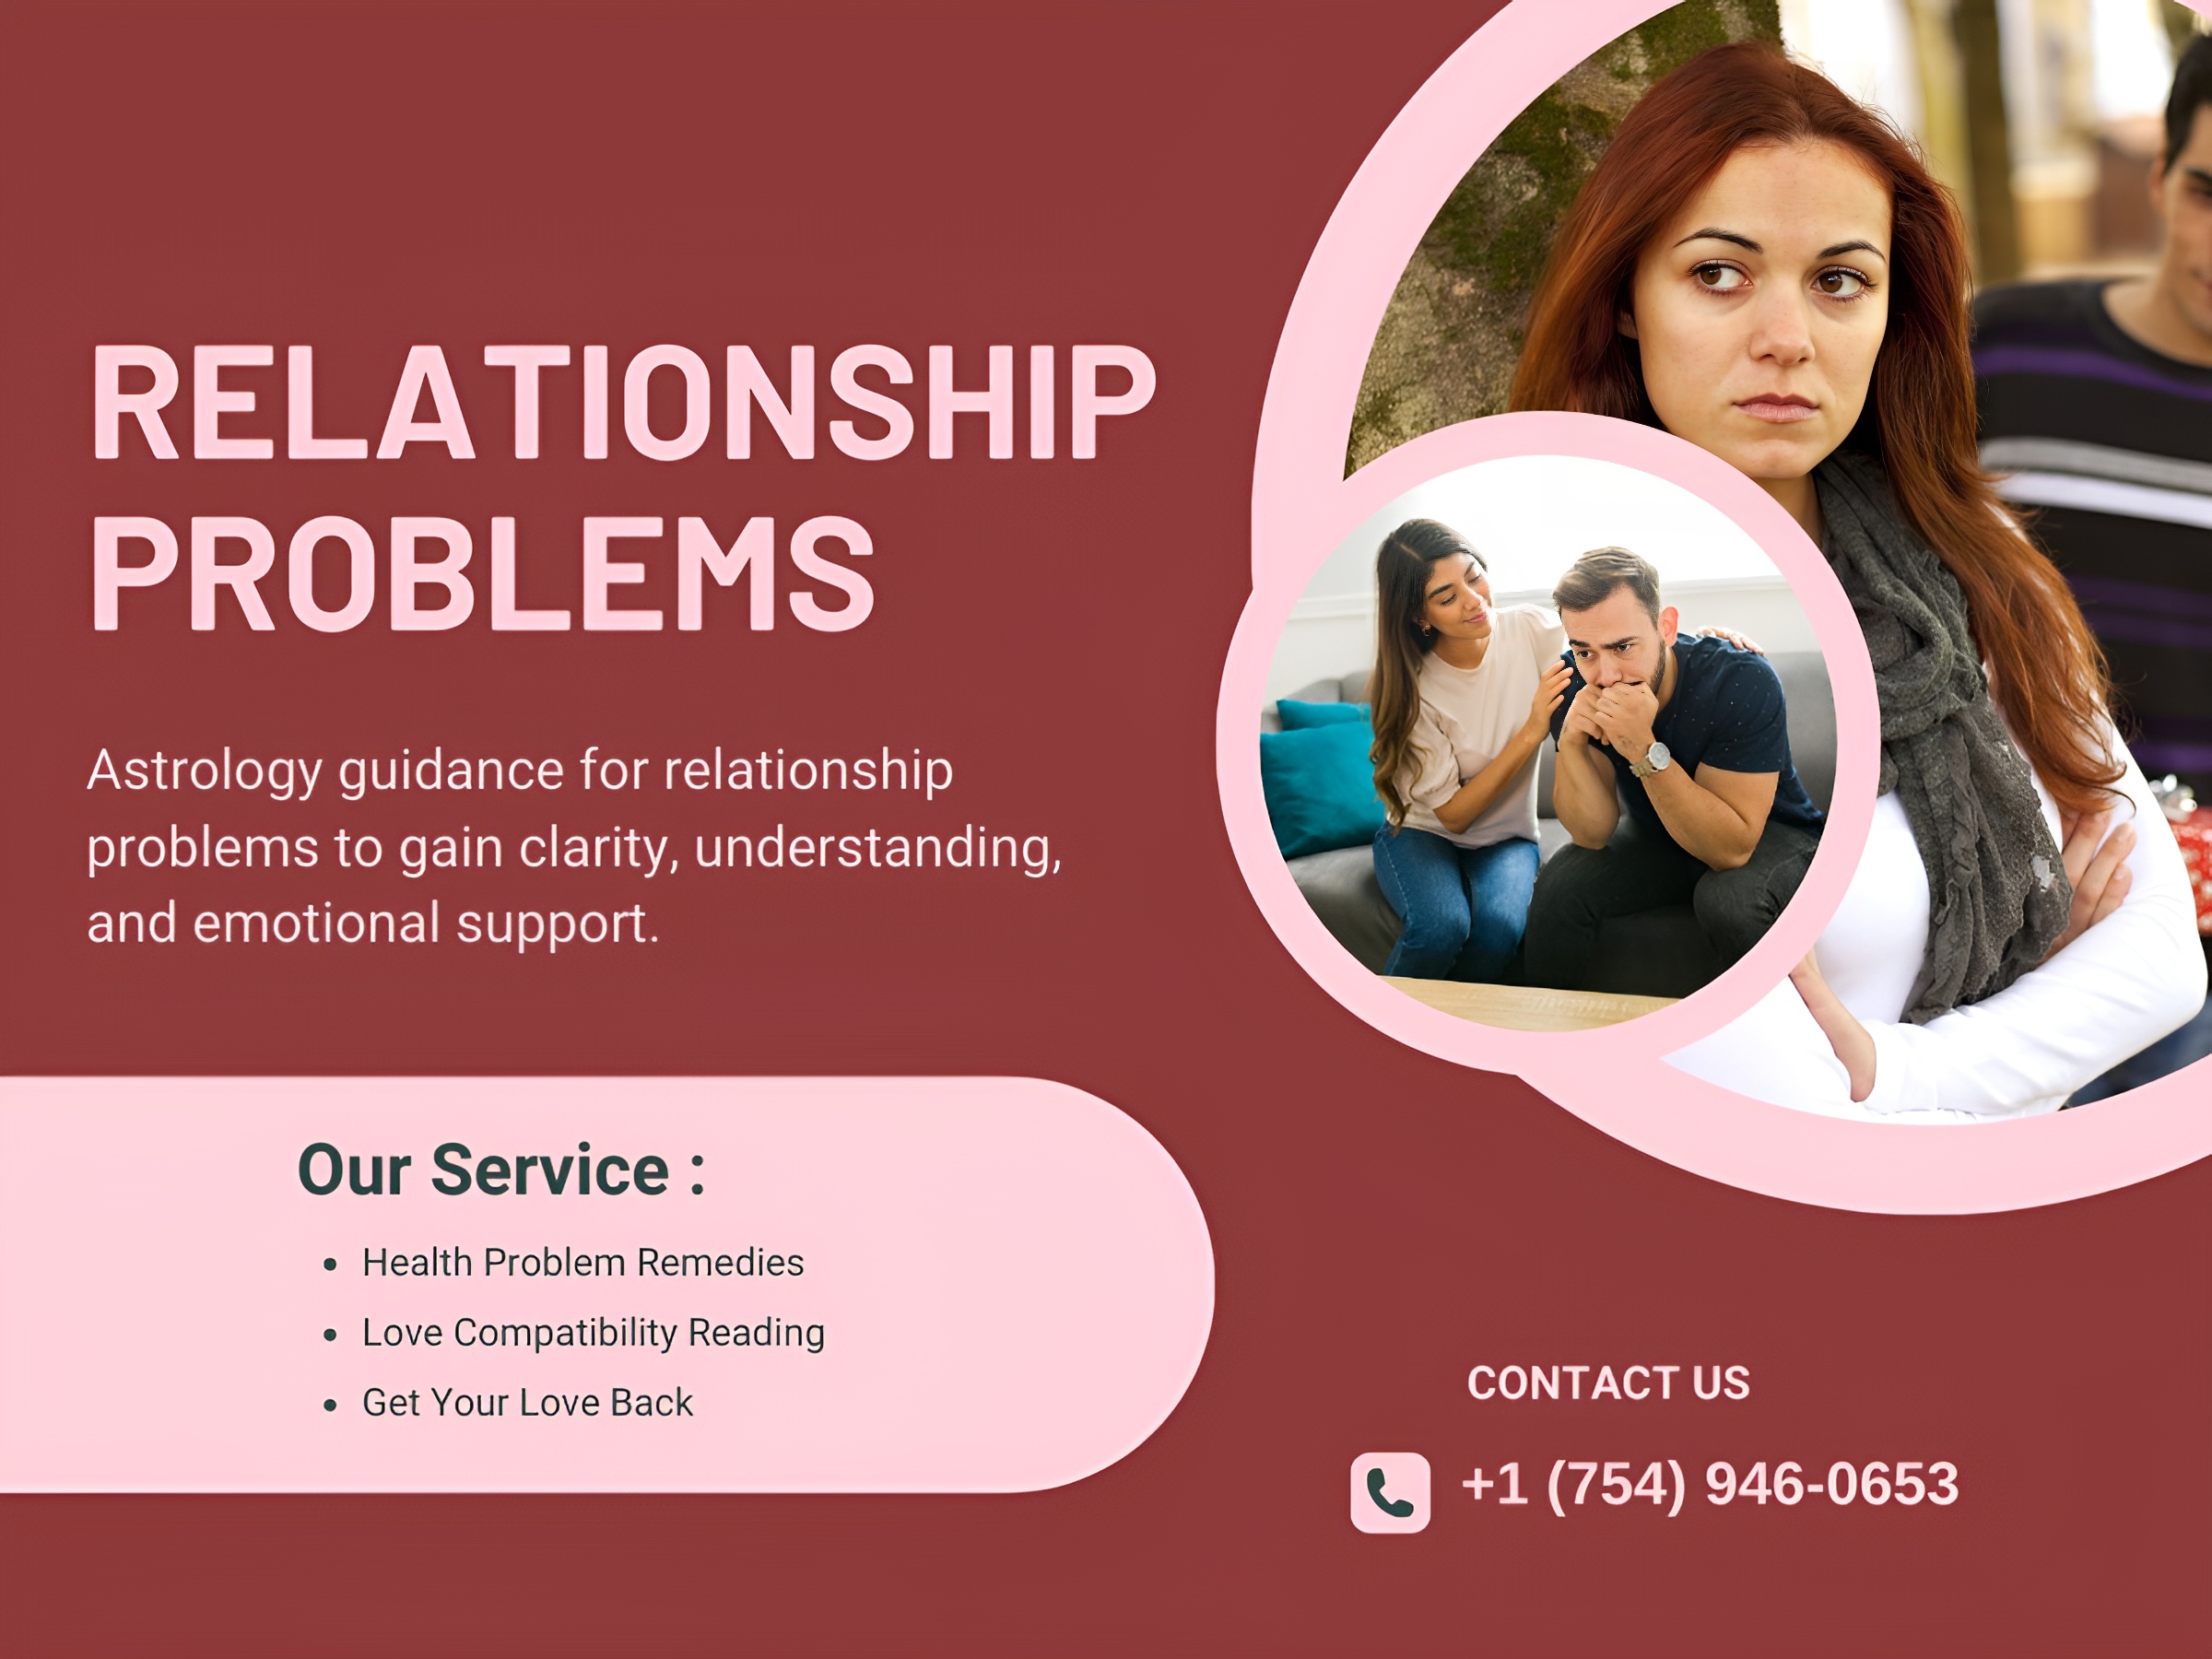 RELATIONSHIP
PROBLEMS
Astrology guidance for relationship
problems to gain clarity, understanding,
and emotional support.
Our Service :
• Health Problem Remedies
• Love Compatibility Reading
• Get Your Love Back
CONTACT US
+1 (754) 946-0653